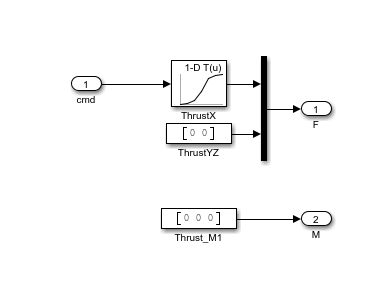 1-D T(u)
1
cmd
ThrustX
1
F
[ 0 0 ]
ThrustYZ
[ 0 0 0 ]
2
Thrust_M1
M